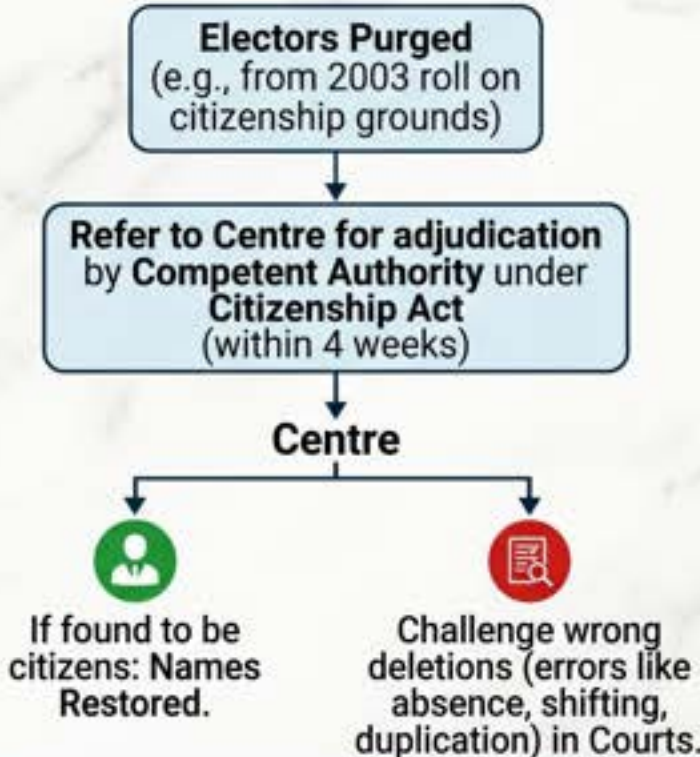 Electors Purged
(e.g., from 2003 roll on
citizenship grounds)
Refer to Centre for adjudication
by Competent Authority under
Citizenship Act
(within 4 weeks)
Centre
If found to be
citizens: Names
Restored.
Challenge wrong
deletions (errors like
absence, shifting,
duplication) in Courts.